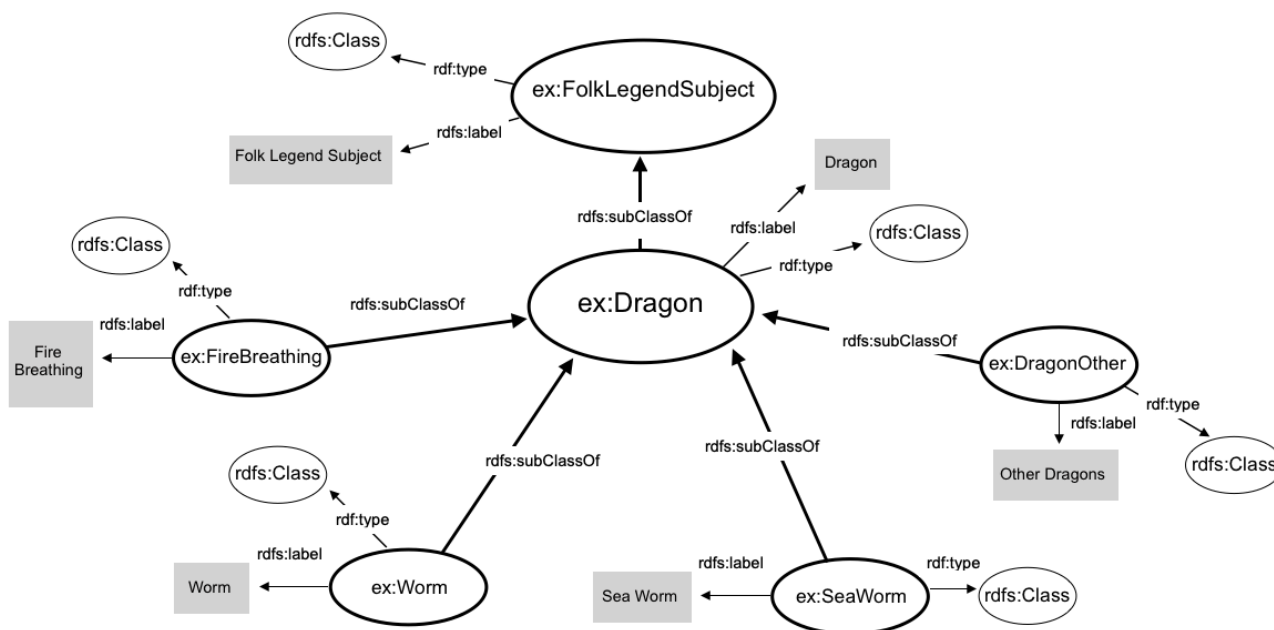 rdfs:Class
rdf:type
ex:FolkLegendSubject
rdfs:label
Folk Legend Subject
Dragon
rdfs:subClassOf
rdfs:label
rdfs:Class
rdf:type
rdfs:Class
rdf:type
ex:Dragon
rdfs:subClassOf
rdfs:label
Fire
Breathing
ex:FireBreathing
rdfs:subClassOf
ex:DragonOther
rdf:type
rdfs:label
Other Dragons
rdfs:Class
rdfs:subClassOf
rdfs:subClassOf
rdfs:Class
rdf:type
rdfs:label
Worm
ex:Worm
rdfs:label
rdf:type
Sea Worm
ex:SeaWorm
rdfs:Class